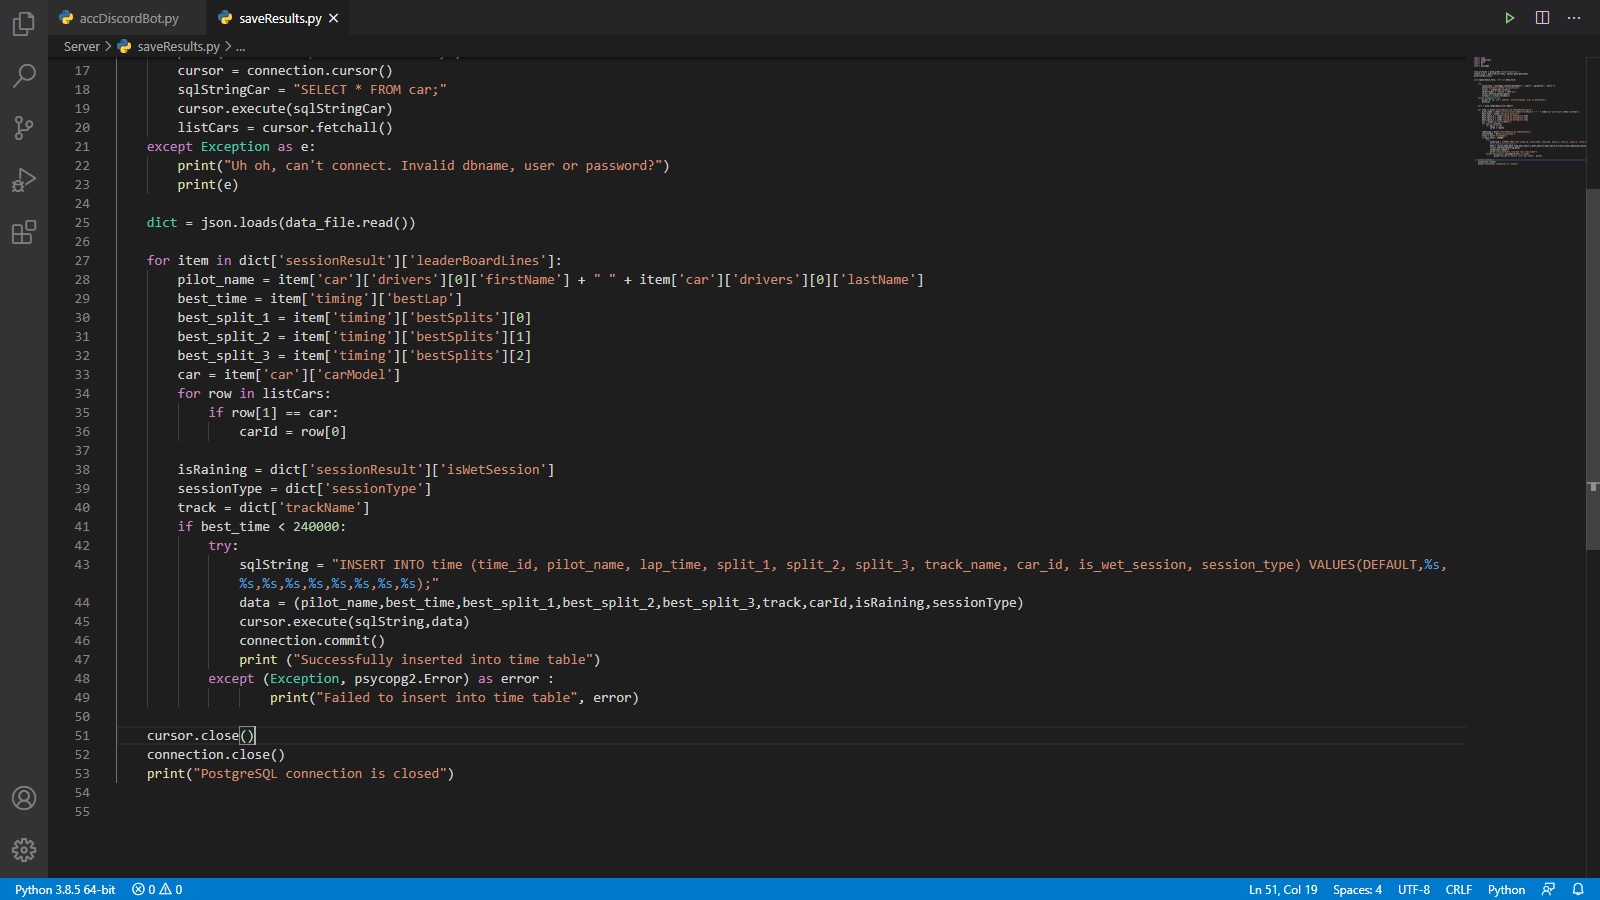 accDiscordBot.py
saveResults.py
Server > saveResults.py > ...
17 cursor = connection.cursor()
18 sqlStringCar = "SELECT * FROM car;"
19 cursor.execute(sqlStringCar)
20 listCars = cursor.fetchall()
21 except Exception as e:
22 print("Uh oh, can't connect. Invalid dbname, user or password?")
23 print(e)
24
25 dict = json.loads(data_file.read())
26
27 for item in dict['sessionResult']['leaderBoardLines']:
28 pilot_name = item['car']['drivers'][0]['firstName'] + " " + item['car']['drivers'][0]['lastName']
29 best_time = item['timing']['bestLap']
30 best_split_1 = item['timing']['bestSplits'][0]
31 best_split_2 = item['timing']['bestSplits'][1]
32 best_split_3 = item['timing']['bestSplits'][2]
33 car = item['car']['carModel']
34 for row in listCars:
35 if row[1] == car:
36 carId = row[0]
37
38 isRaining = dict['sessionResult']['isWetSession']
39 sessionType = dict['sessionType']
40 track = dict['trackName']
41 if best_time < 240000:
42 try:
43 sqlString = "INSERT INTO time (time_id, pilot_name, lap_time, split_1, split_2, split_3, track_name, car_id, is_wet_session, session_type) VALUES(DEFAULT,%s,
%s,%s,%s,%s,%s,%s,%s,%s);"
44 data = (pilot_name,best_time,best_split_1,best_split_2,best_split_3,track,carId,isRaining,sessionType)
45 cursor.execute(sqlString,data)
46 connection.commit()
47 print ("Successfully inserted into time table")
48 except (Exception, psycopg2.Error) as error :
49 print("Failed to insert into time table", error)
50
51 cursor.close()
52 connection.close()
53 print("PostgreSQL connection is closed")
54
55
Python 3.8.5 64-bit 0 0 Ln 51, Col 19 Spaces: 4 UTF-8 CRLF Python